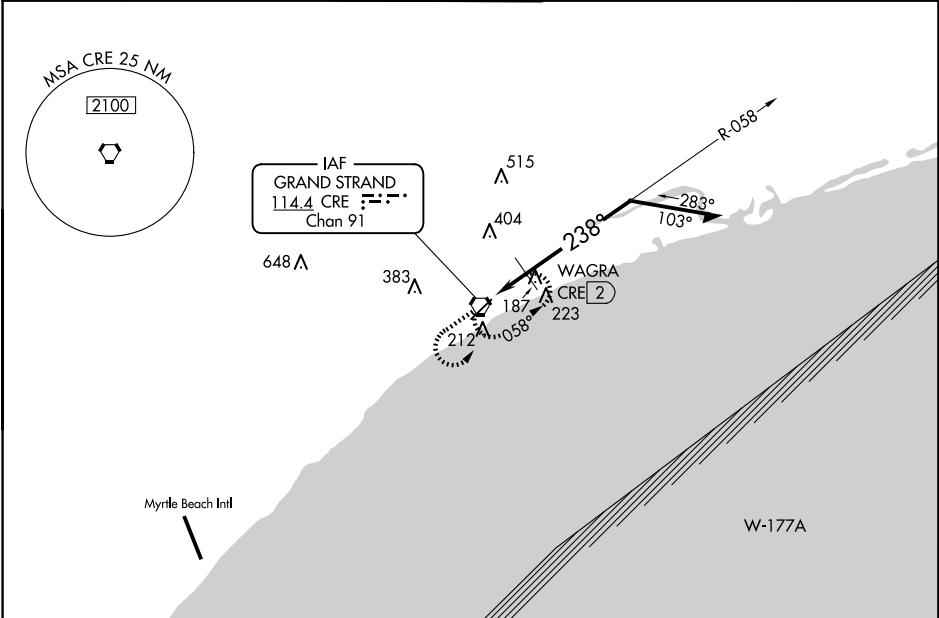 MSA CRE 25 NM
2100
IAF
GRAND STRAND
114.4 CRE
Chan 91
515
404
648
383
R-058
283°
103°
238°
WAGRA
CRE 2
187
223
212
058°
Myrtle Beach Intl
W-177A